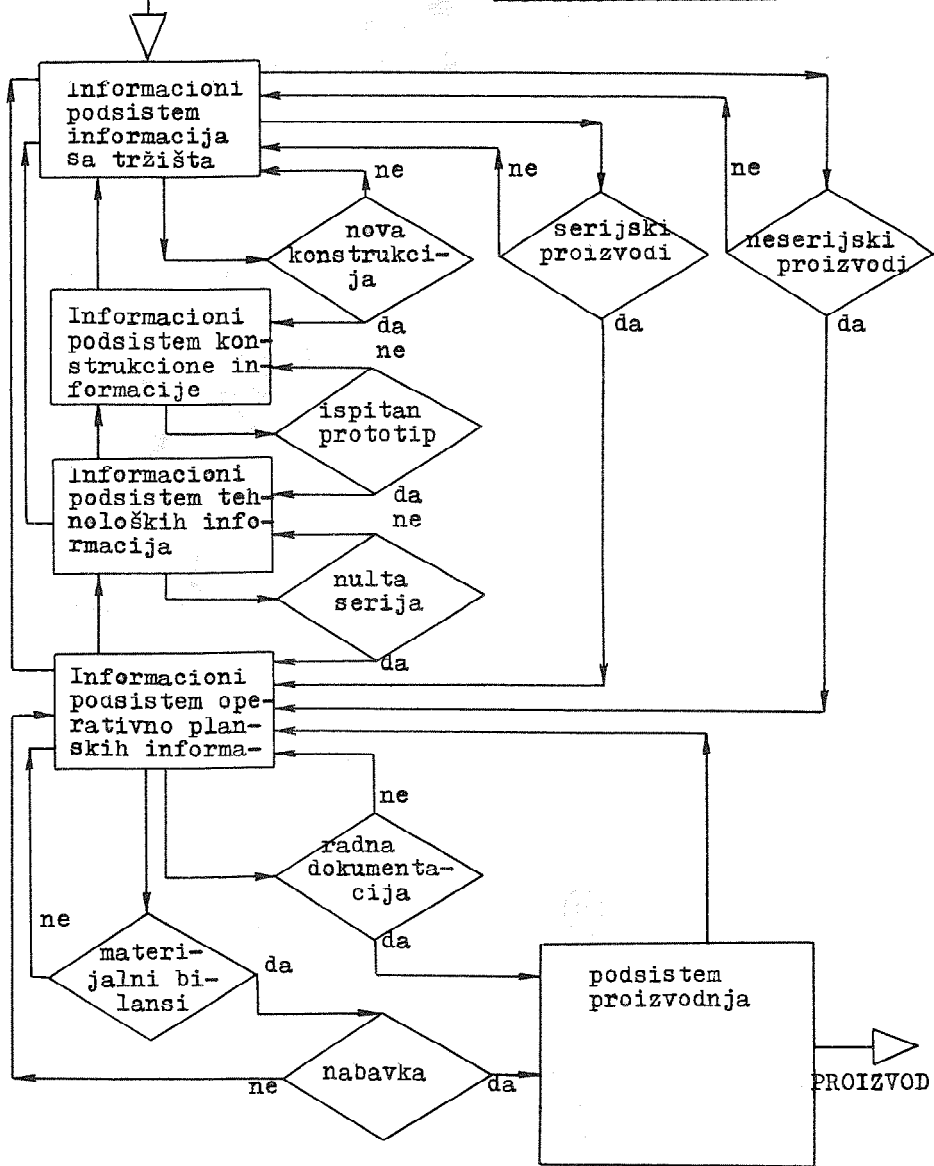 Informacioni
podsistem
informacija
sa tržišta
ne
ne
ne
nova
konstrukci-
ja
serijski
proizvodi
neserijski
proizvodi
da
da
da
Informacioni
podsistem kon-
strukcione in-
formacije
ne
ispitan
prototip
da
Informacioni
podsistem teh-
noloških info-
rmacija
ne
nulta
serija
da
Informacioni
podsistem ope-
rativno plan-
skih informa-
ne
radna
dokumenta-
cija
da
ne
materi-
jalni bi-
lansi
da
podsistem
proizvodnja
nabavka
ne
da
PROIZVOD